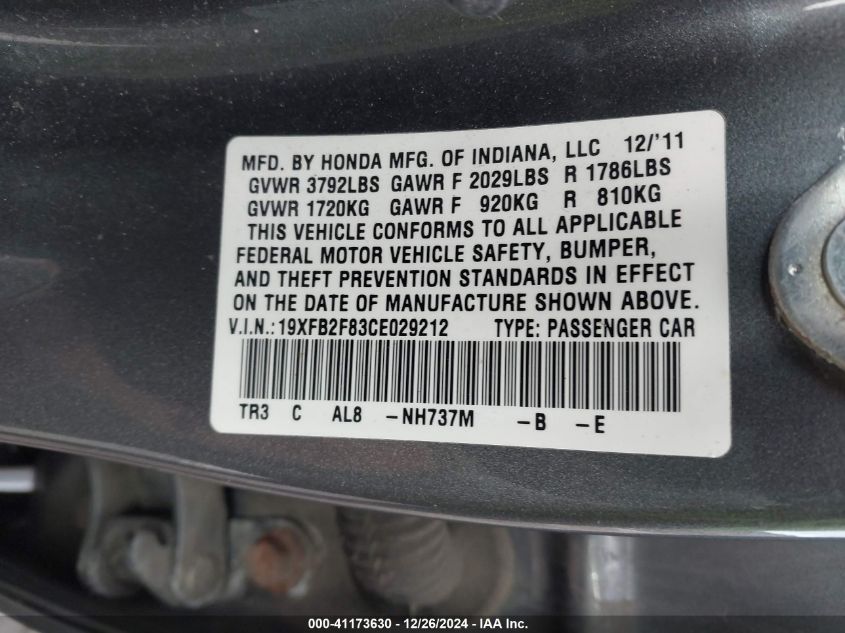 MFD. BY HONDA MFG. OF INDIANA, LLC 12/'11
GVWR 3792LBS GAWR F 2029LBS R 1786LBS
GVWR 1720KG GAWR F 920KG R 810KG
THIS VEHICLE CONFORMS TO ALL APPLICABLE
FEDERAL MOTOR VEHICLE SAFETY, BUMPER,
AND THEFT PREVENTION STANDARDS IN EFFECT
ON THE DATE OF MANUFACTURE SHOWN ABOVE.
V.I.N.:19XFB2F83CE029212 TYPE: PASSENGER CAR
TR3 C AL8 -NH737M -B -E
000-41173630 - 12/26/2024 - IAA Inc.